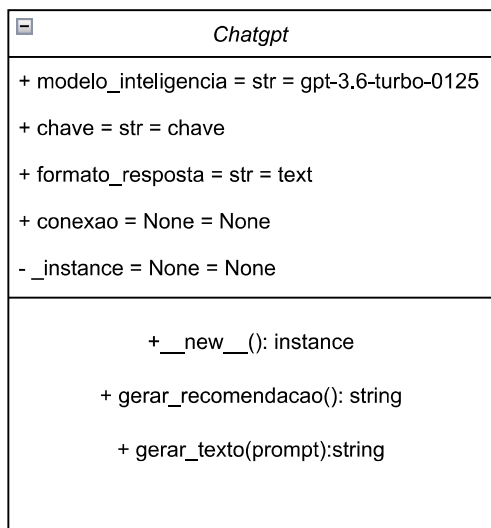 Chatgpt
+ modelo_inteligencia = str = gpt-3.6-turbo-0125
+ chave = str = chave
+ formato_resposta = str = text
+ conexao = None = None
- _instance = None = None
+__new__(): instance
+ gerar_recomendacao(): string
+ gerar_texto(prompt):string